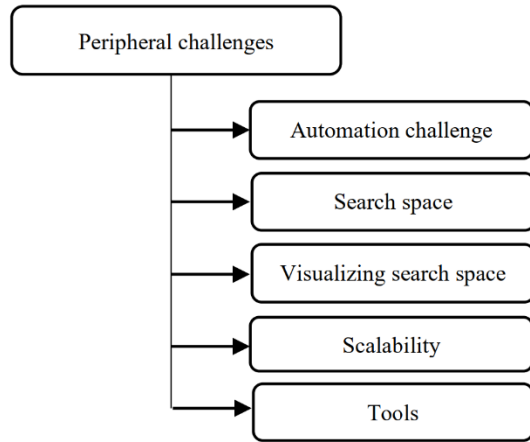 Peripheral challenges
Automation challenge
Search space
Visualizing search space
Scalability
Tools